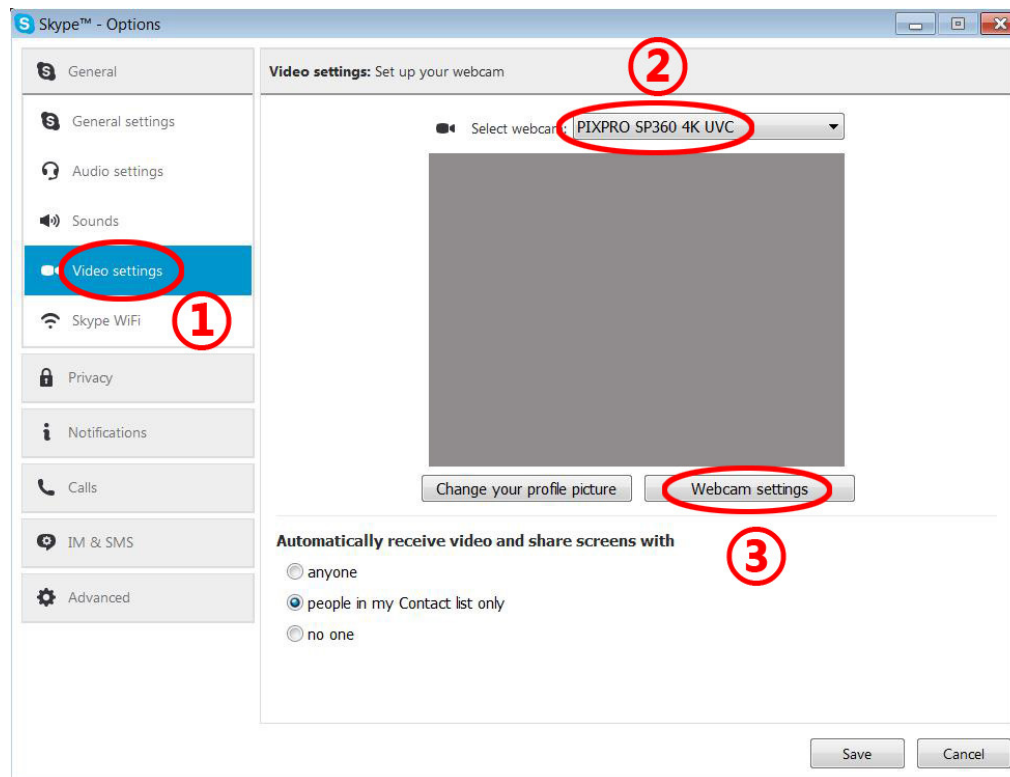 Skype™ - Options
General
General settings
Audio settings
Sounds
Video settings
1
Skype WiFi
Privacy
Notifications
Calls
IM & SMS
Advanced
Video settings: Set up your webcam
2
Select webcam: PIXPRO SP360 4K UVC
Change your profile picture
Webcam settings
3
Automatically receive video and share screens with
anyone
people in my Contact list only
no one
Save
Cancel